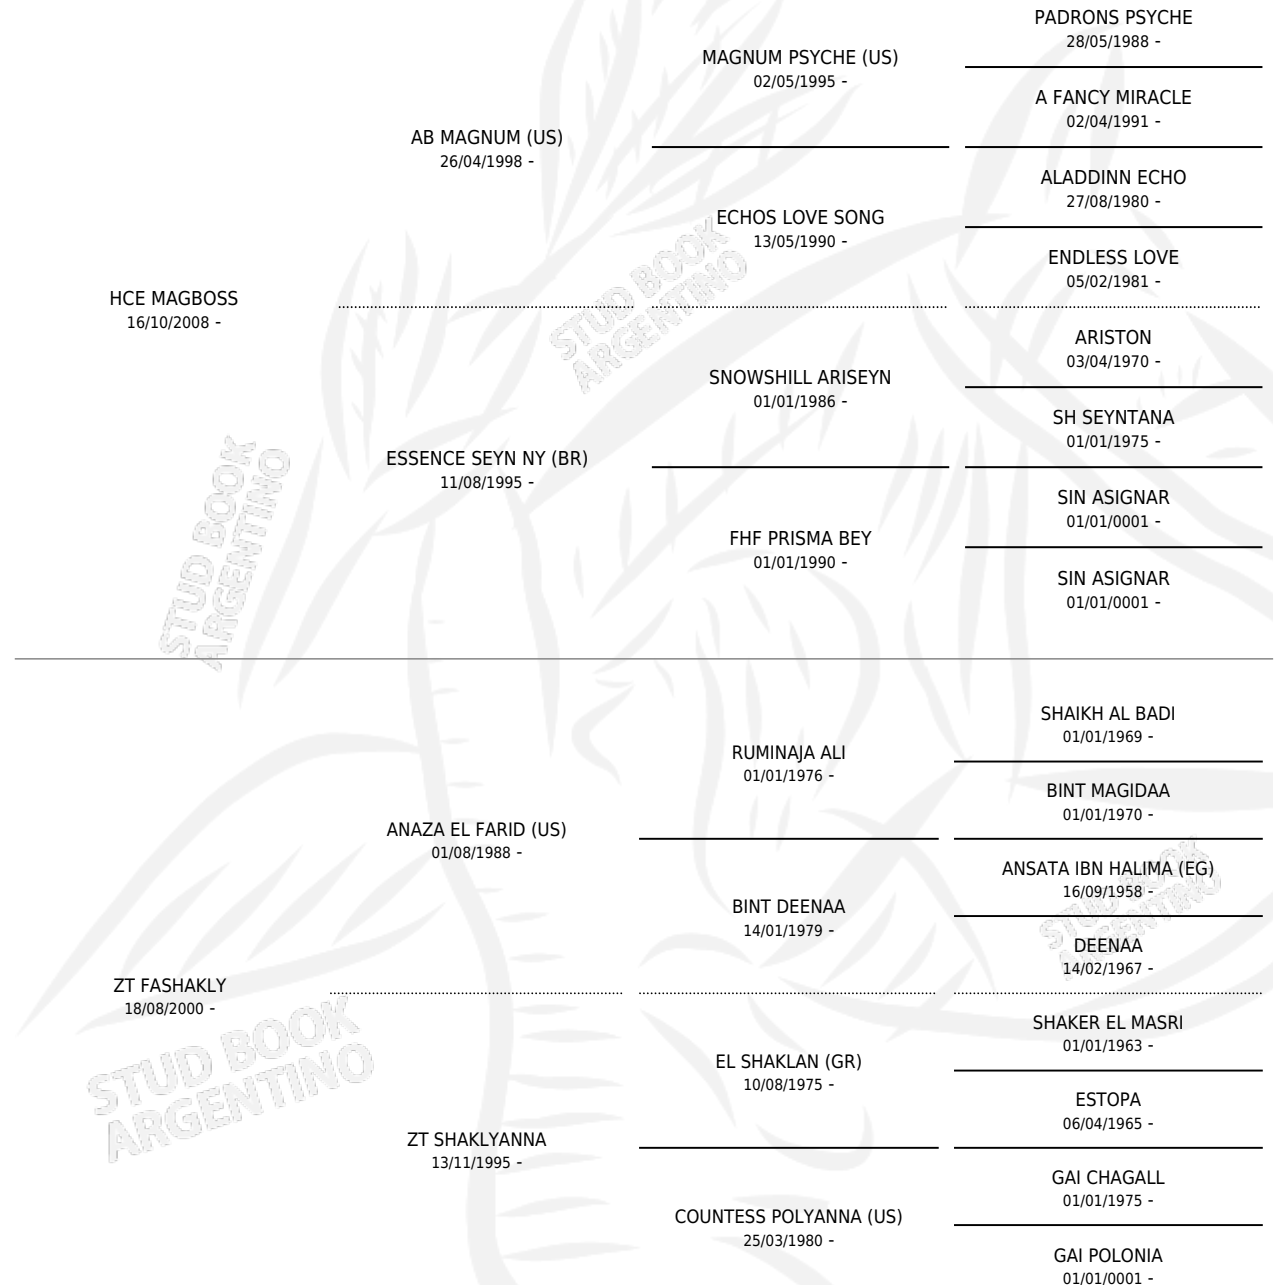 PADRONS PSYCHE
28/05/1988 -
MAGNUM PSYCHE (US)
02/05/1995 -
A FANCY MIRACLE
02/04/1991 -
AB MAGNUM (US)
26/04/1998 -
ALADDINN ECHO
27/08/1980 -
ECHOS LOVE SONG
13/05/1990 -
ENDLESS LOVE
05/02/1981 -
STUD BOOK
ARGENTINO
HCE MAGBOSS
16/10/2008 -
ARISTON
03/04/1970 -
SNOWSHILL ARISEYN
01/01/1986 -
SH SEYNTANA
01/01/1975 -
ESSENCE SEYN NY (BR)
11/08/1995 -
SIN ASIGNAR
01/01/0001 -
FHF PRISMA BEY
01/01/1990 -
SIN ASIGNAR
01/01/0001 -
STUD BOOK
ARGENTINO
SHAIKH AL BADI
01/01/1969 -
RUMINAJA ALI
01/01/1976 -
BINT MAGIDAA
01/01/1970 -
ANAZA EL FARID (US)
01/08/1988 -
ANSATA IBN HALIMA (EG)
16/09/1958 -
BINT DEENAA
14/01/1979 -
DEENAA
14/02/1967 -
STUD BOOK
ARGENTINO
ZT FASHAKLY
18/08/2000 -
SHAKER EL MASRI
01/01/1963 -
EL SHAKLAN (GR)
10/08/1975 -
ESTOPA
06/04/1965 -
STUD BOOK
ARGENTINO
ZT SHAKLYANNA
13/11/1995 -
GAI CHAGALL
01/01/1975 -
COUNTESS POLYANNA (US)
25/03/1980 -
GAI POLONIA
01/01/0001 -